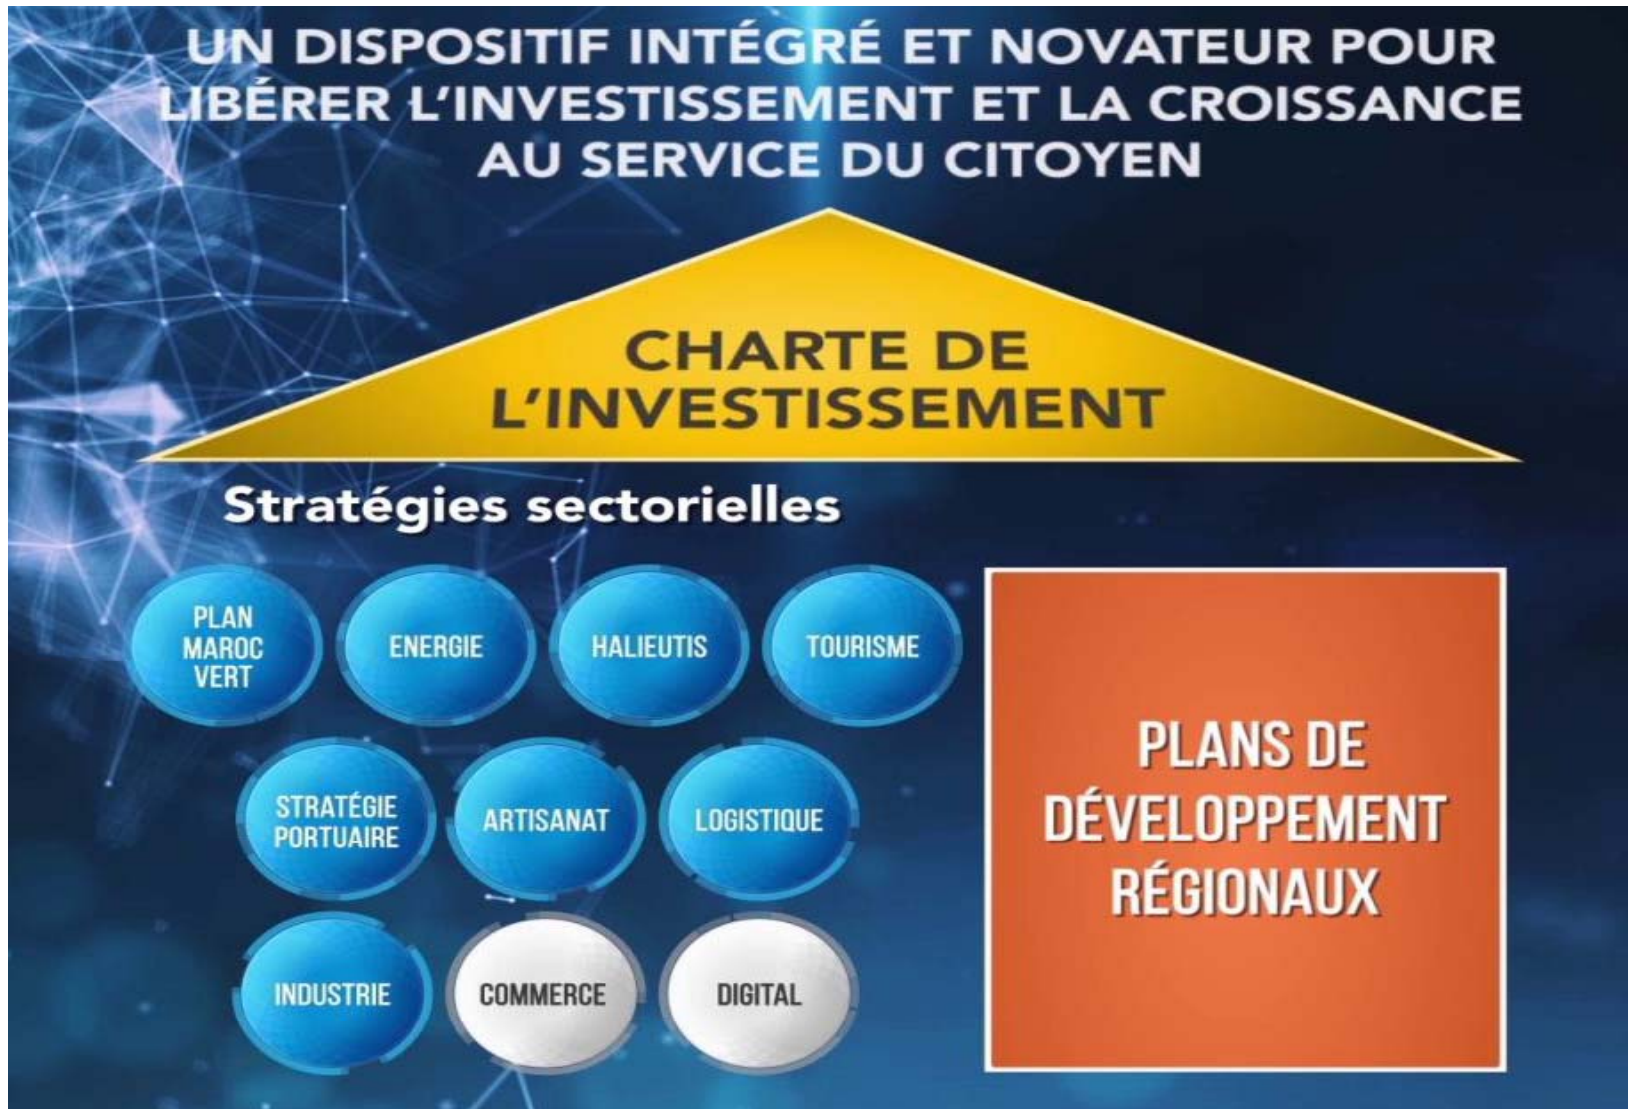 UN DISPOSITIF INTÉGRÉ ET NOVATEUR POUR
LIBÉRER L'INVESTISSEMENT ET LA CROISSANCE
AU SERVICE DU CITOYEN
CHARTE DE
L'INVESTISSEMENT
Stratégies sectorielles
PLAN
MAROC
VERT
ENERGIE
HALIEUTIS
TOURISME
STRATÉGIE
PORTUAIRE
ARTISANAT
LOGISTIQUE
INDUSTRIE
COMMERCE
DIGITAL
PLANS DE
DÉVELOPPEMENT
RÉGIONAUX